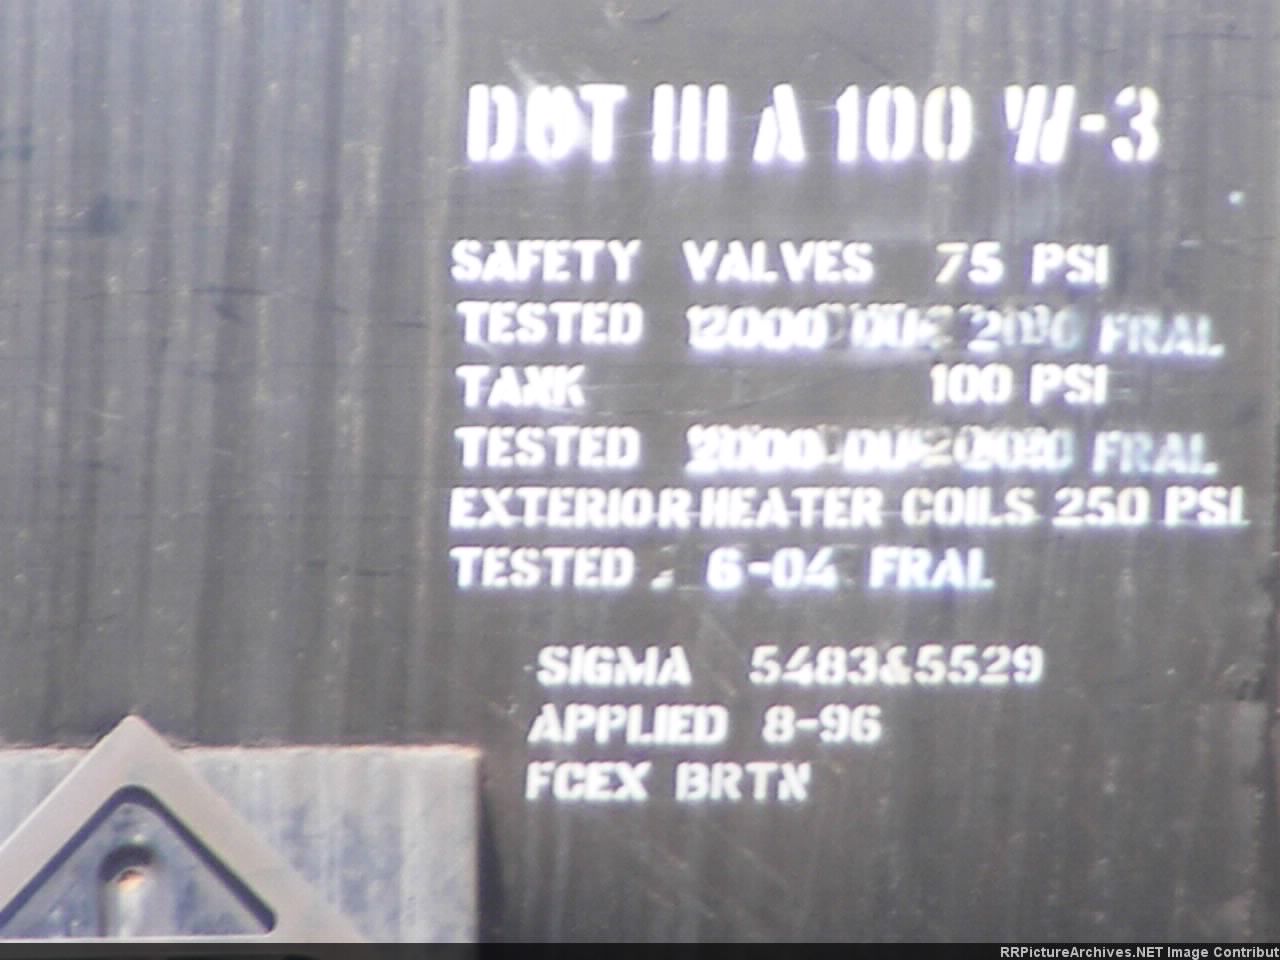 DOT III A 100 W-3
SAFETY VALVES 75 PSI
TESTED FRAL
TANK 100 PSI
TESTED FRAL
EXTERIOR HEATER COILS 250 PSI
TESTED 6-04 FRAL
SIGMA 5483&5529
APPLIED 8-96
FCEX BRTN
RRPictureArchives.NET Image Contribut